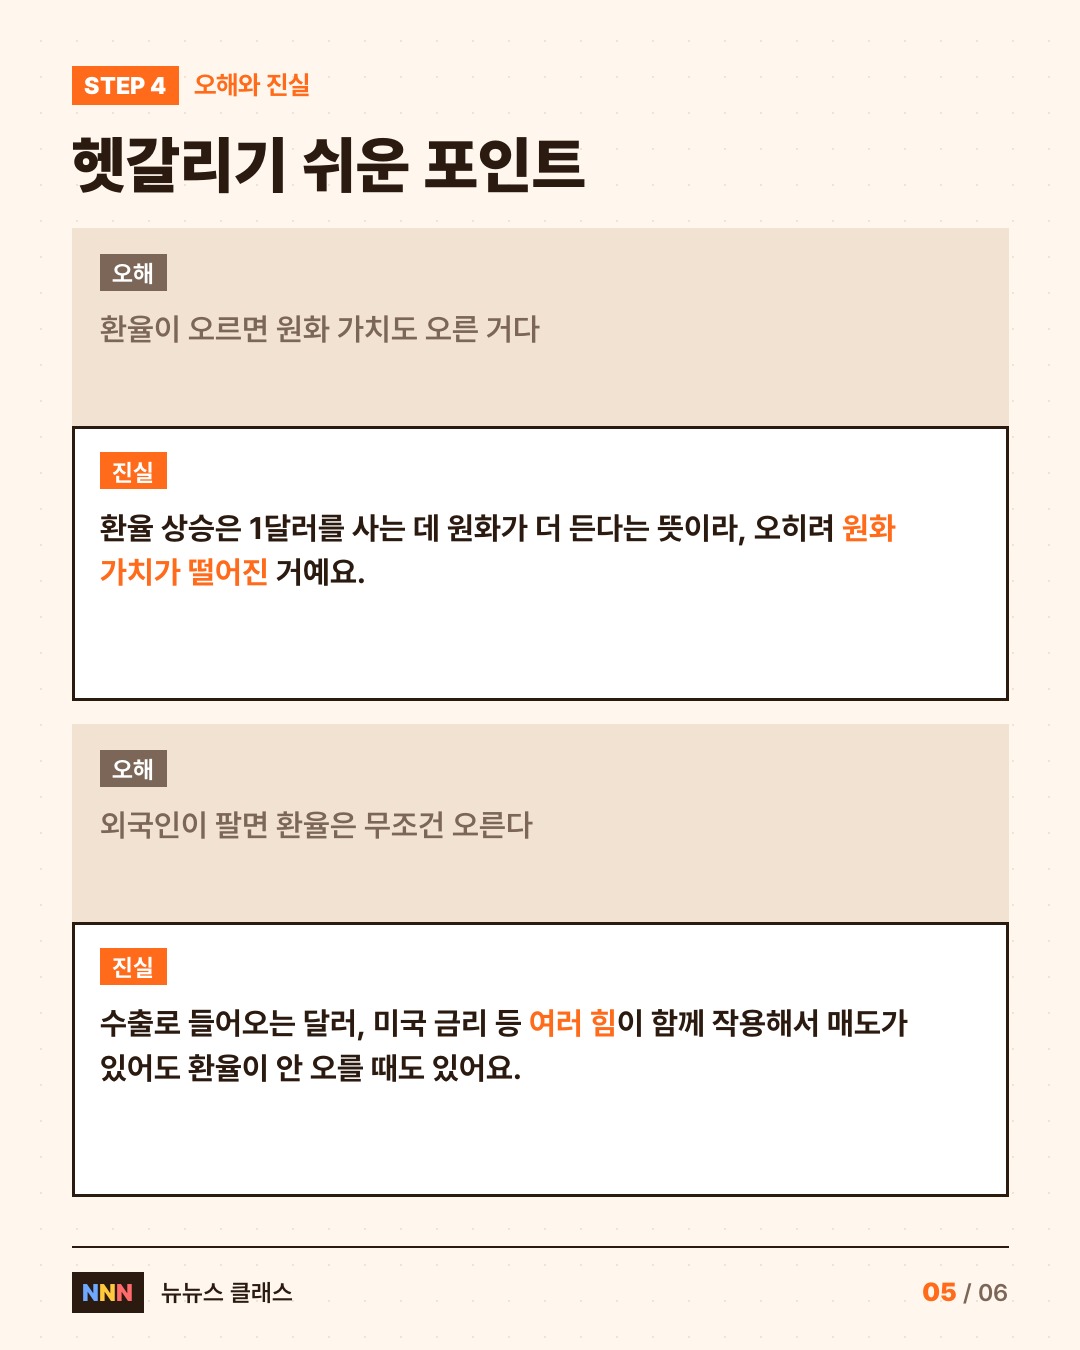 STEP 4 오해와 진실
헷갈리기 쉬운 포인트
오해
환율이 오르면 원화 가치도 오른 거다
진실
환율 상승은 1달러를 사는 데 원화가 더 든다는 뜻이라, 오히려 원화
가치가 떨어진 거예요.
오해
외국인이 팔면 환율은 무조건 오른다
진실
수출로 들어오는 달러, 미국 금리 등 여러 힘이 함께 작용해서 매도가
있어도 환율이 안 오를 때도 있어요.
NNN 뉴뉴스 클래스
05 / 06